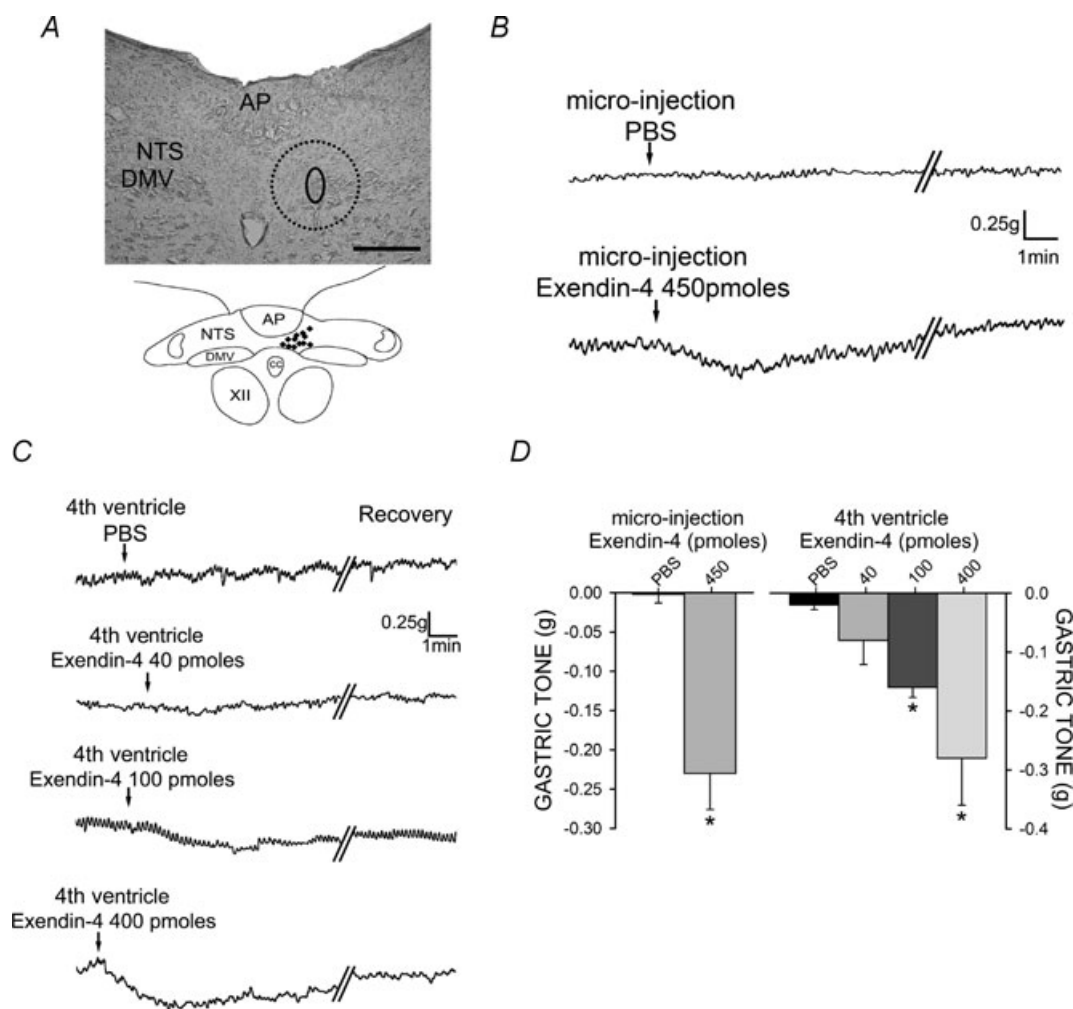 A
AP
NTS
DMV
AP
NTS
DMV
CC
XII
B
micro-injection
PBS
0.25g
1min
micro-injection
Exendin-4 450pmoles
C
4th ventricle
PBS
Recovery
0.25g
1min
4th ventricle
Exendin-4 40 pmoles
4th ventricle
Exendin-4 100 pmoles
4th ventricle
Exendin-4 400 pmoles
D
micro-injection
Exendin-4 (pmoles)
PBS
450
4th ventricle
Exendin-4 (pmoles)
PBS
40
100
400
GASTRIC TONE (g)
0.00
-0.05
-0.10
-0.15
-0.20
-0.25
-0.30
*
*
*
0.0
-0.1
-0.2
-0.3
-0.4
GASTRIC TONE (g)